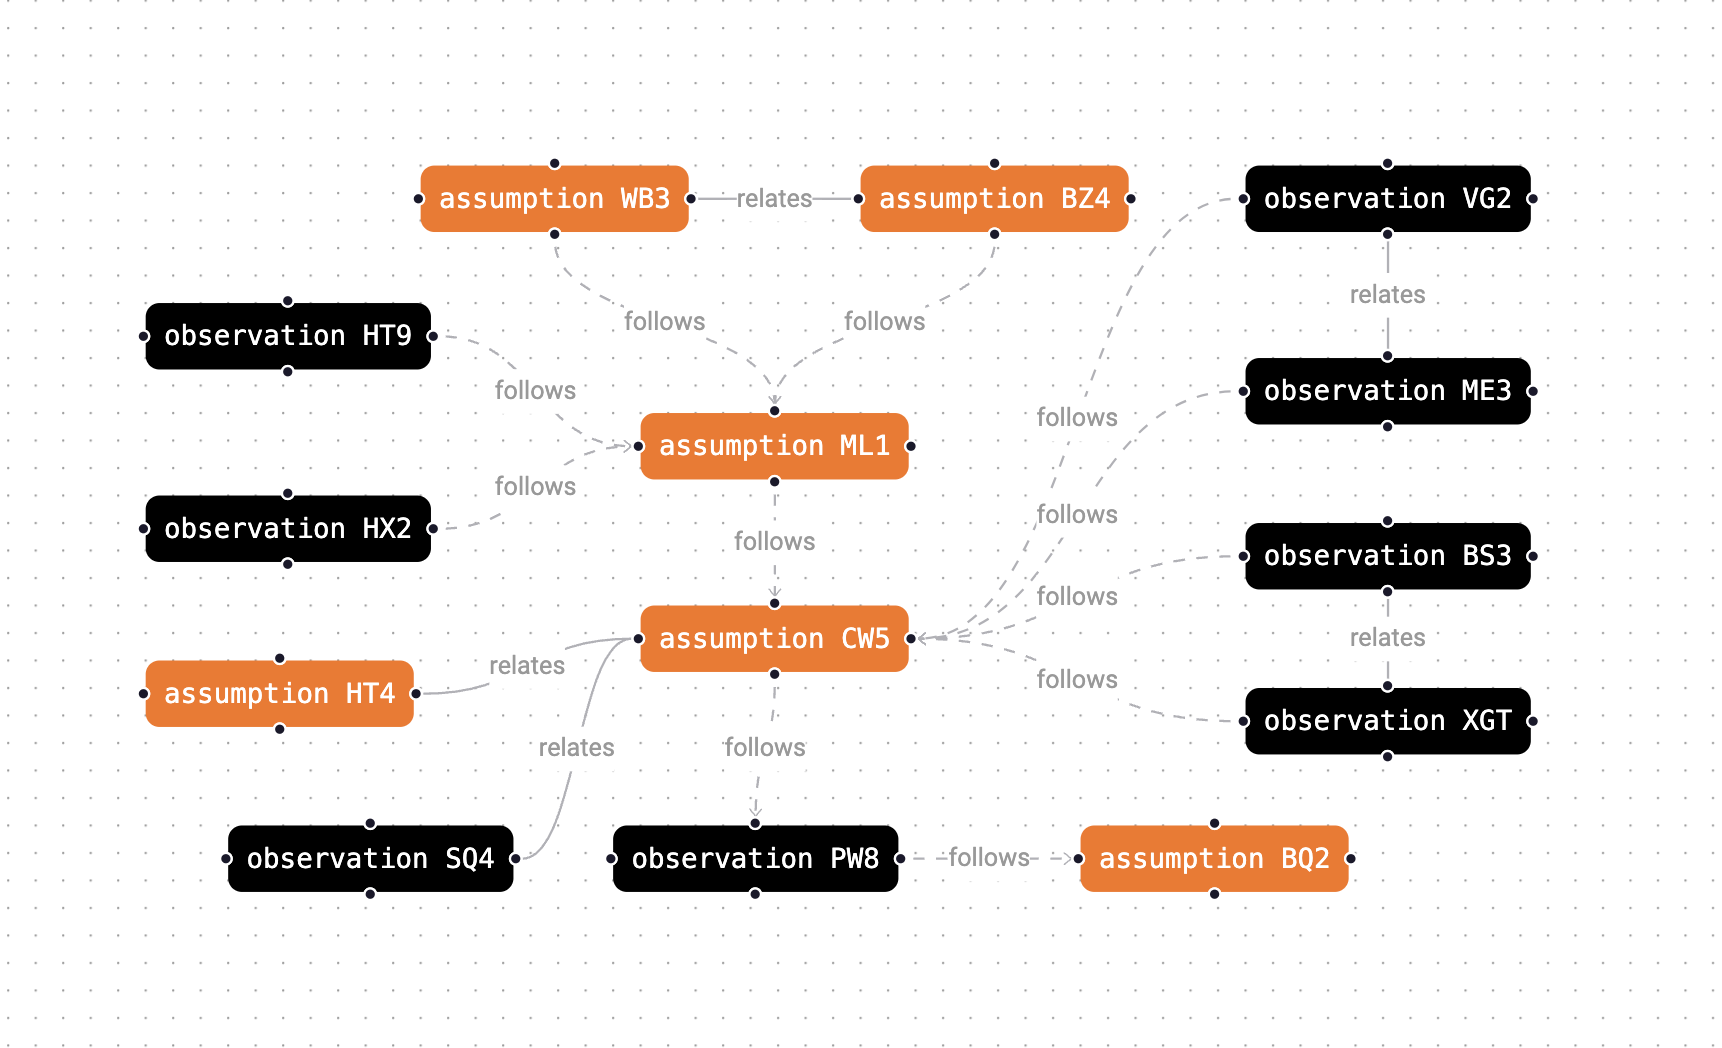 assumption WB3
relates
assumption BZ4
observation VG2
relates
follows
follows
observation HT9
follows
observation ME3
follows
assumption ML1
follows
follows
observation HX2
follows
observation BS3
follows
assumption CW5
relates
relates
follows
assumption HT4
observation XGT
relates
follows
observation SQ4
observation PW8
follows
assumption BQ2